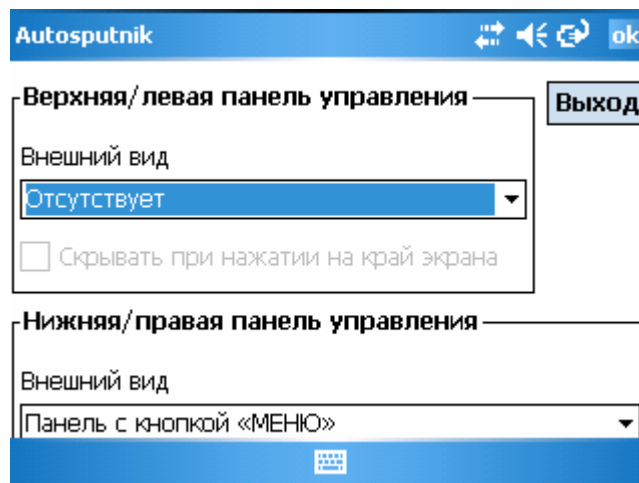 Autosputnik ok
Верхняя/левая панель управления
Выход
Внешний вид
Отсутствует
Скрывать при нажатии на край экрана
Нижняя/правая панель управления
Внешний вид
Панель с кнопкой «МЕНЮ»